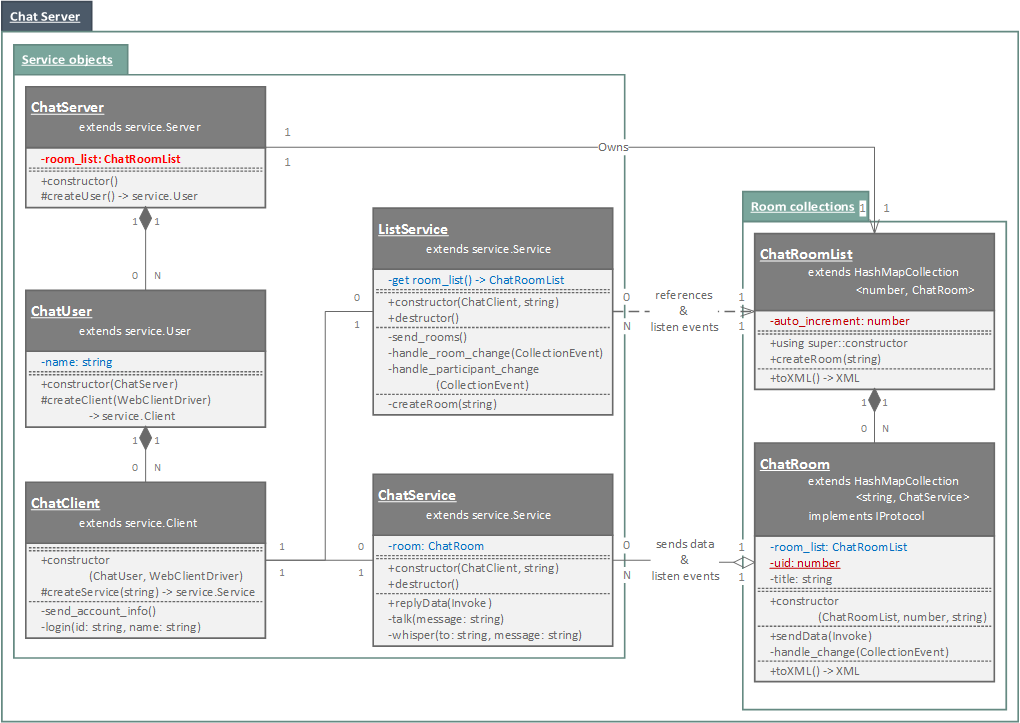 Chat Server
Service objects
ChatServer
extends service.Server
-room_list: ChatRoomList
+constructor()
#createUser() -> service.User
1
1
Owns
1
1
0
N
ChatUser
extends service.User
-name: string
+constructor(ChatServer)
#createClient(WebClientDriver)
-> service.Client
1
1
0
N
ChatClient
extends service.Client
+constructor
(ChatUser, WebClientDriver)
#createService(string) -> service.Service
-send_account_info()
-login(id: string, name: string)
1
1
0
1
0
1
ListService
extends service.Service
-get room_list() -> ChatRoomList
+constructor(ChatClient, string)
+destructor()
-send_rooms()
-handle_room_change(CollectionEvent)
-handle_participant_change
(CollectionEvent)
-createRoom(string)
0
N
references
&
listen events
1
1
ChatService
extends service.Service
-room: ChatRoom
+constructor(ChatClient, string)
+destructor()
+replyData(Invoke)
-talk(message: string)
-whisper(to: string, message: string)
0
N
sends data
&
listen events
1
1
Room collections
1
1
ChatRoomList
extends HashMapCollection
<number, ChatRoom>
-auto_increment: number
+using super::constructor
+createRoom(string)
+toXML() -> XML
1
1
0
N
ChatRoom
extends HashMapCollection
<string, ChatService>
implements IProtocol
-room_list: ChatRoomList
-uid: number
-title: string
+constructor
(ChatRoomList, number, string)
+sendData(Invoke)
-handle_change(CollectionEvent)
+toXML() -> XML